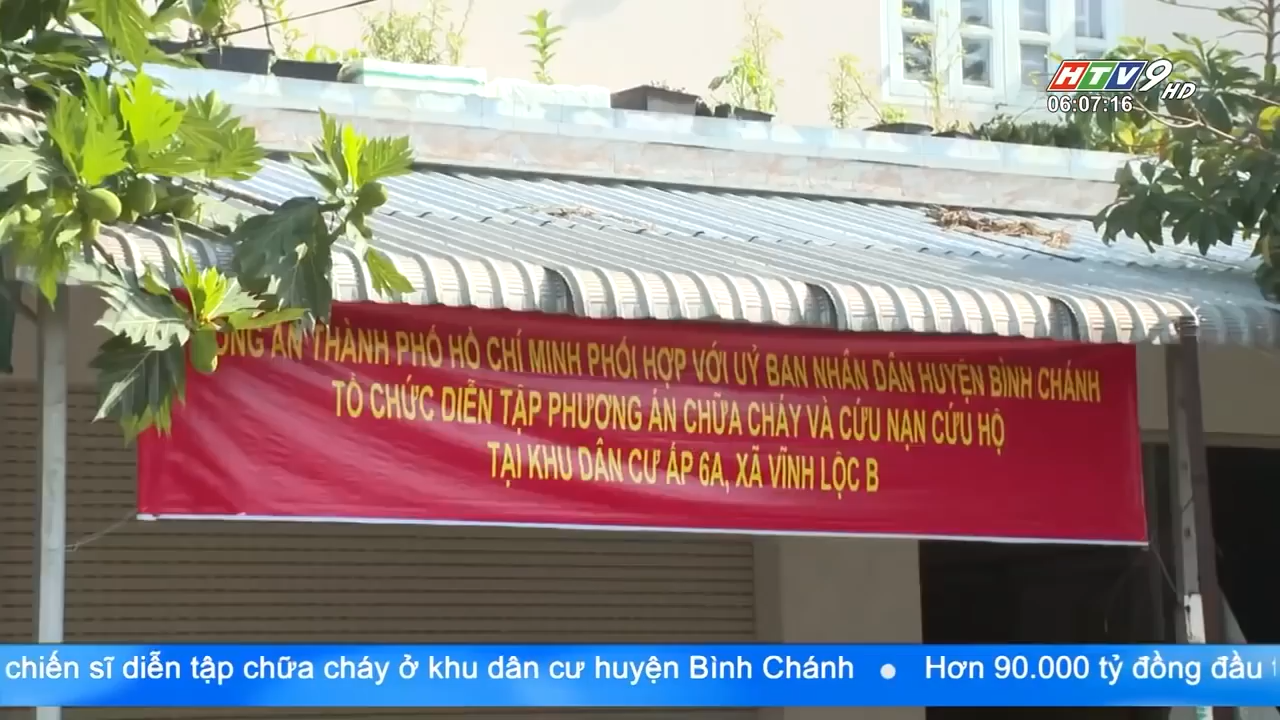 HTV9 HD
06:07:16
ÔNG AN THÀNH PHỐ HỒ CHÍ MINH PHỐI HỢP VỚI UỶ BAN NHÂN DÂN HUYỆN BÌNH CHÁNH
TỔ CHỨC DIỄN TẬP PHƯƠNG ÁN CHỮA CHÁY VÀ CỨU NẠN CỨU HỘ
TẠI KHU DÂN CƯ ẤP 6A, XÃ VĨNH LỘC B
chiến sĩ diễn tập chữa cháy ở khu dân cư huyện Bình Chánh • Hơn 90.000 tỷ đồng đầu